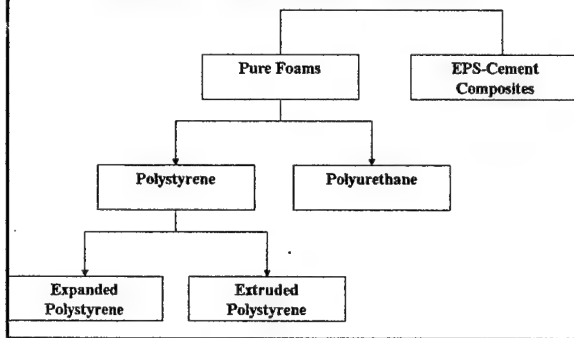 Pure Foams
EPS-Cement
Composites
Polystyrene
Polyurethane
Expanded
Polystyrene
Extruded
Polystyrene